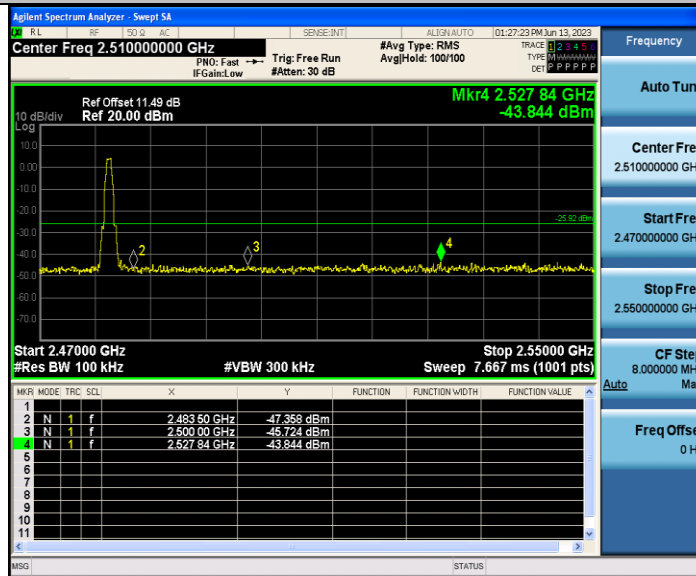 Agilent Spectrum Analyzer - Swept SA
RL RF 50 Ω AC SENSE:INT ALIGN AUTO 01:27:23 PM Jun 13, 2023
Center Freq 2.510000000 GHz
PNO: Fast
IFGain:Low
Trig: Free Run
#Atten: 30 dB
#Avg Type: RMS
Avg|Hold: 100/100
TRACE 1 2 3 4 5 6
TYPE M
DET P P P P P P
Mkr4 2.527 84 GHz
-43.844 dBm
Ref Offset 11.49 dB
10 dB/div Ref 20.00 dBm
Log
10.0
0.00
-10.0
-20.0
-25.92 dBm
-30.0
-40.0
-50.0
-60.0
-70.0
2
3
4
Start 2.47000 GHz Stop 2.55000 GHz
#Res BW 100 kHz #VBW 300 kHz Sweep 7.667 ms (1001 pts)
MKR MODE TRC SCL X Y FUNCTION FUNCTION WIDTH FUNCTION VALUE
1
2 N 1 f 2.483 50 GHz -47.358 dBm
3 N 1 f 2.500 00 GHz -45.724 dBm
4 N 1 f 2.527 84 GHz -43.844 dBm
5
6
7
8
9
10
11
MSG STATUS
Frequency
Auto Tun
Center Fre
2.510000000 GH
Start Fre
2.470000000 GH
Stop Fre
2.550000000 GH
CF Ste
8.000000 MH
Auto Ma
Freq Offse
0 H